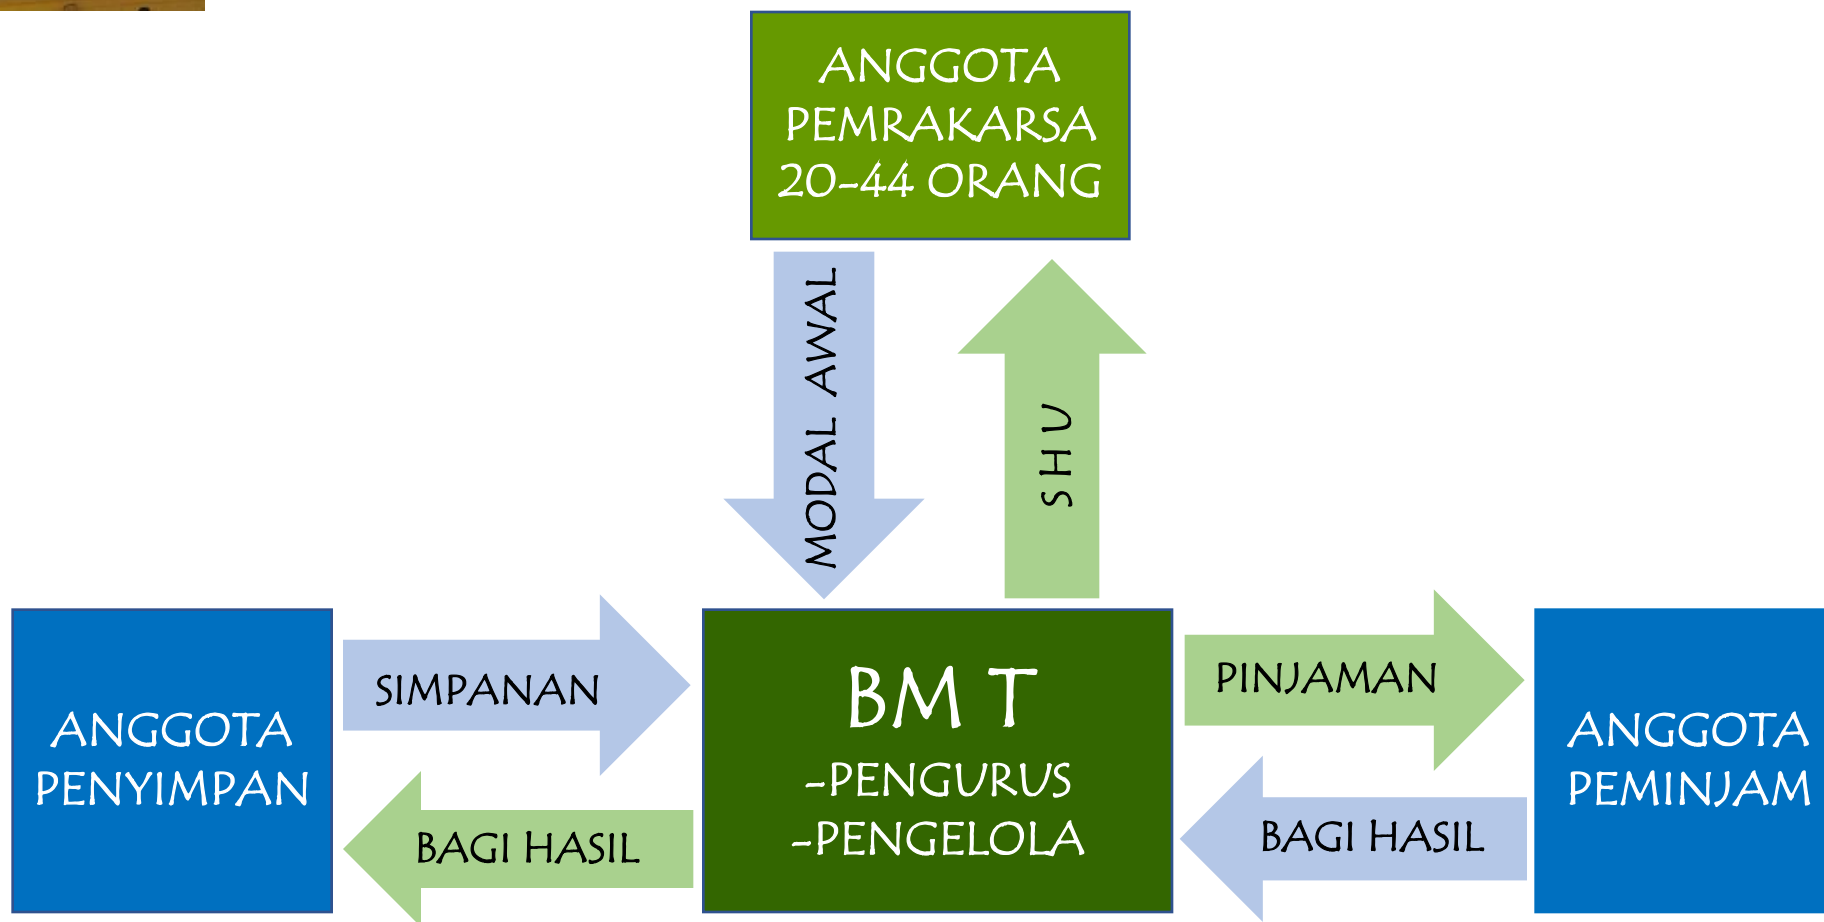 ANGGOTA
PEMRAKARSA
20-44 ORANG
MODAL AWAL
S H U
ANGGOTA
PENYIMPAN
SIMPANAN
BAGI HASIL
BM T
-PENGURUS
-PENGELOLA
PINJAMAN
BAGI HASIL
ANGGOTA
PEMINJAM